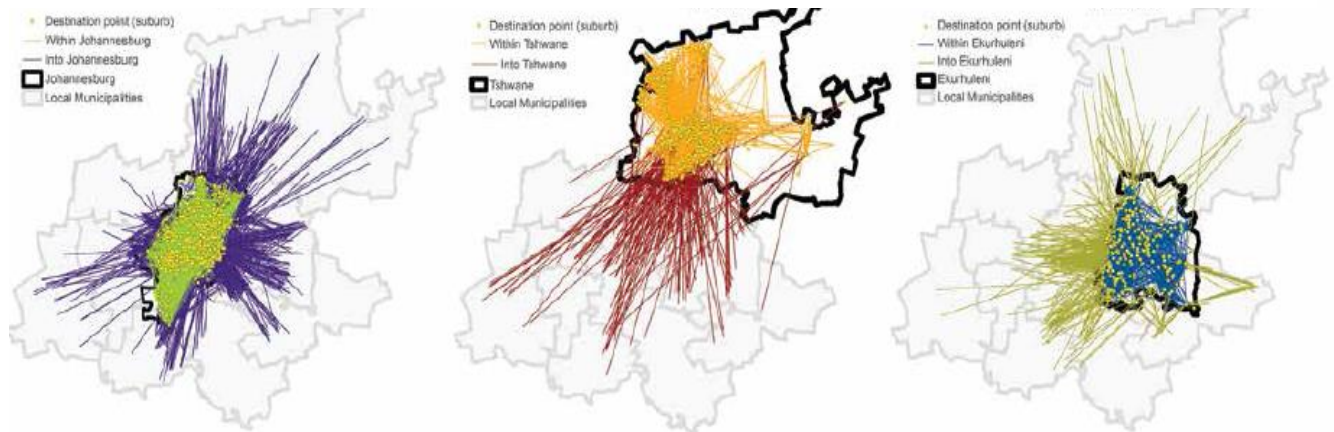 Destination point (suburb)
Within Johannesburg
Into Johannesburg
Johannesburg
Local Municipalities
Destination point (suburb)
Within Tshwane
Into Tshwane
Tshwane
Local Municipalities
Destination point (suburb)
Within Ekurhuleni
Into Ekurhuleni
Ekurhuleni
Local Municipalities